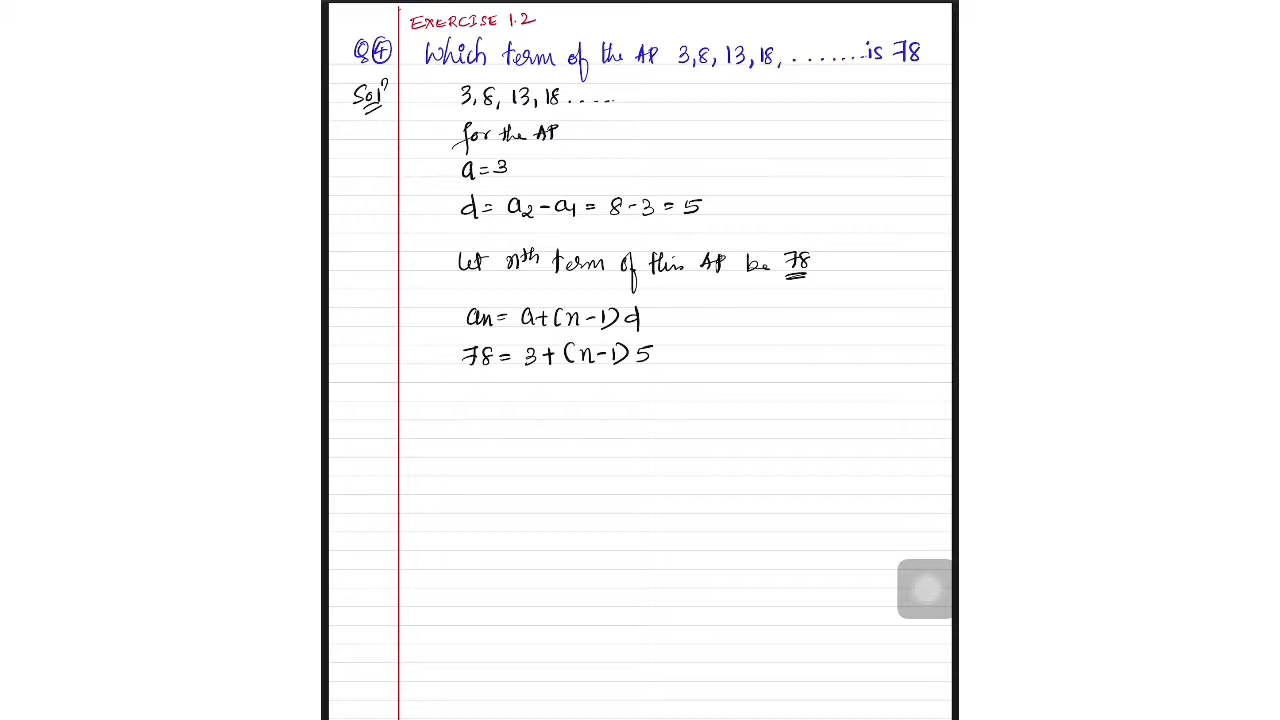 EXERCISE 1.2
Q4 Which term of the AP 3,8, 13, 18, ....... is 78
Solⁿ 3, 8, 13, 18 .....
for the AP
a = 3
d = a₂ - a₁ = 8 - 3 = 5
Let nth term of this AP be 78
an = a + (n - 1) d
78 = 3 + (n - 1) 5